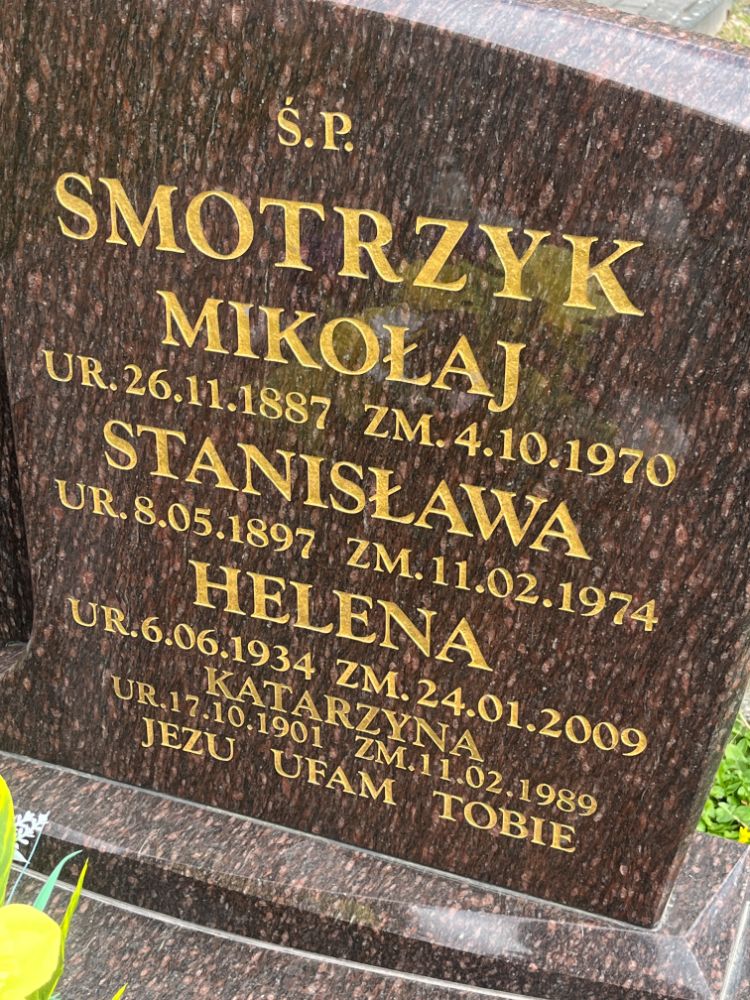 Ś.P.
SMOTRZYK
MIKOŁAJ
UR. 26.11.1887 ZM. 4.10.1970
STANISŁAWA
UR. 8.05.1897 ZM. 11.02.1974
HELENA
UR. 6.06.1934 ZM. 24.01.2009
KATARZYNA
UR. 17.10.1901 ZM. 11.02.1989
JEZU UFAM TOBIE